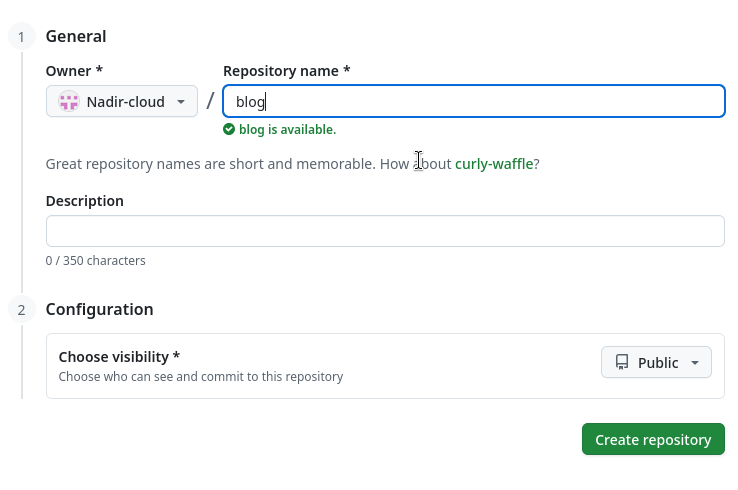 1 General
Owner * Repository name *
Nadir-cloud / blog
blog is available.
Great repository names are short and memorable. How about curly-waffle?
Description
0 / 350 characters
2 Configuration
Choose visibility *
Public
Choose who can see and commit to this repository
Create repository